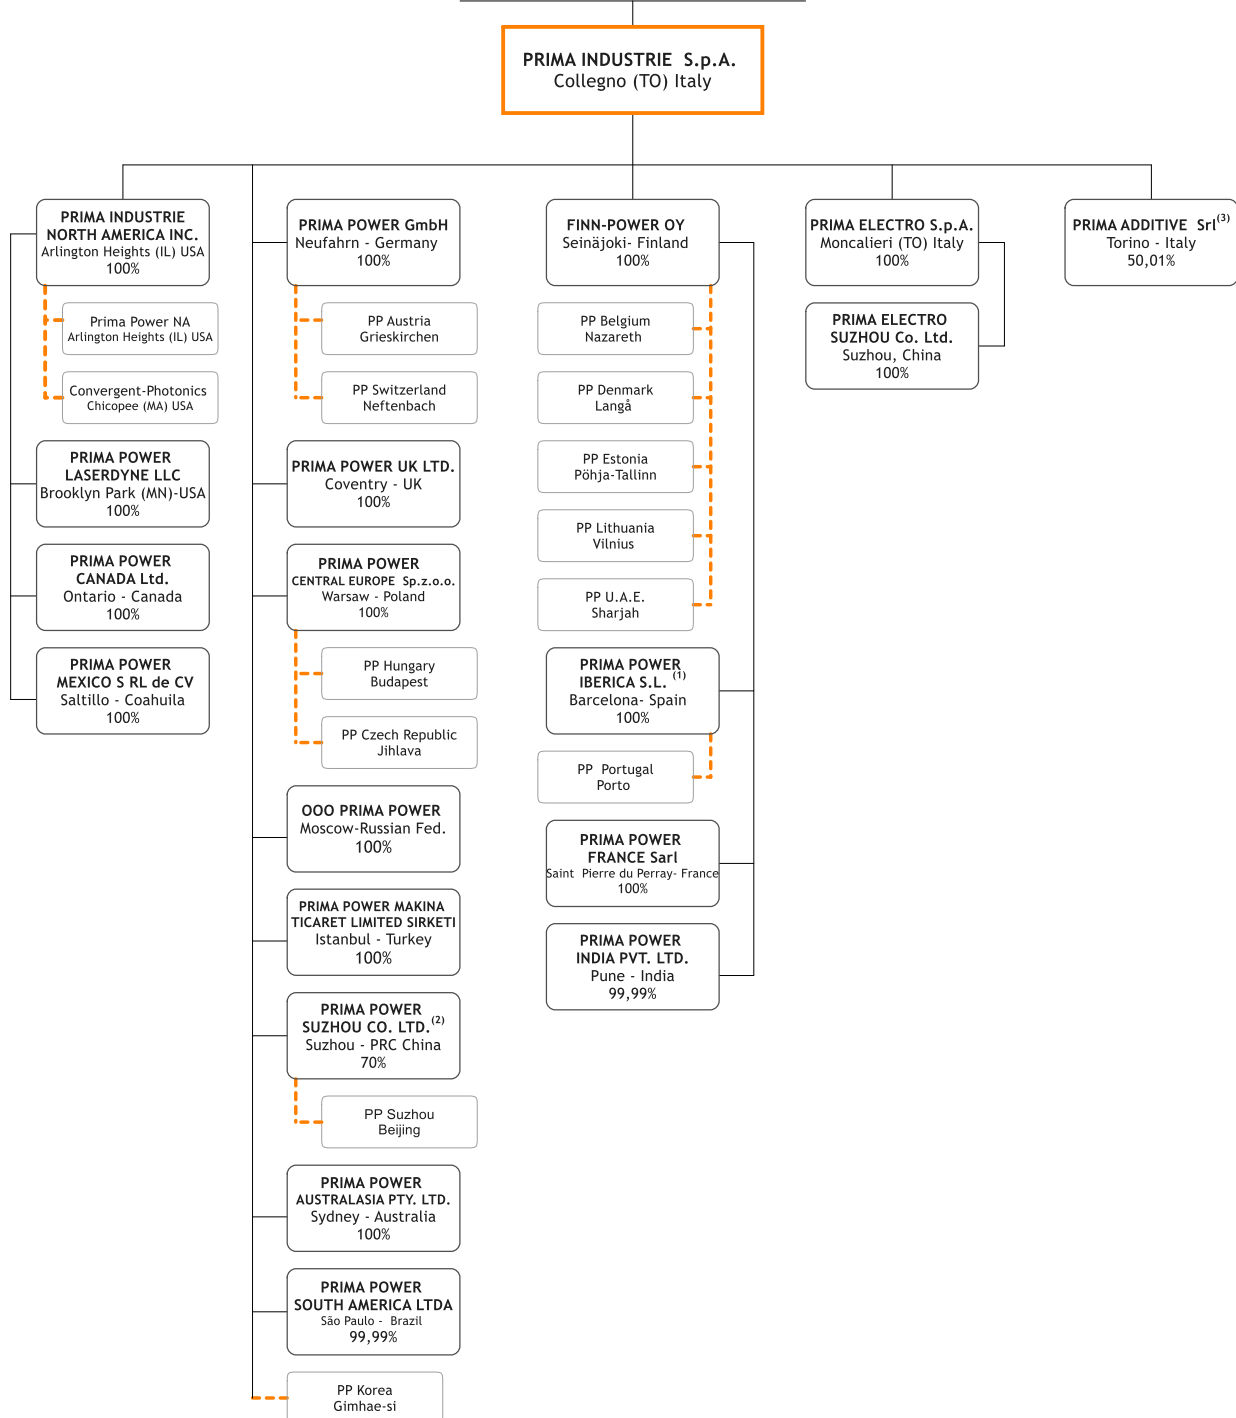 PRIMA INDUSTRIE S.p.A.
Collegno (TO) Italy
PRIMA INDUSTRIE
NORTH AMERICA INC.
Arlington Heights (IL) USA
100%
Prima Power NA
Arlington Heights (IL) USA
Convergent-Photonics
Chicopee (MA) USA
PRIMA POWER
LASERDYNE LLC
Brooklyn Park (MN)-USA
100%
PRIMA POWER
CANADA Ltd.
Ontario - Canada
100%
PRIMA POWER
MEXICO S RL de CV
Saltillo - Coahuila
100%
PRIMA POWER GmbH
Neufahrn - Germany
100%
PP Austria
Grieskirchen
PP Switzerland
Neftenbach
PRIMA POWER UK LTD.
Coventry - UK
100%
PRIMA POWER
CENTRAL EUROPE Sp.z.o.o.
Warsaw - Poland
100%
PP Hungary
Budapest
PP Czech Republic
Jihlava
OOO PRIMA POWER
Moscow-Russian Fed.
100%
PRIMA POWER MAKINA
TICARET LIMITED SIRKETI
Istanbul - Turkey
100%
PRIMA POWER
SUZHOU CO. LTD.(2)
Suzhou - PRC China
70%
PP Suzhou
Beijing
PRIMA POWER
AUSTRALASIA PTY. LTD.
Sydney - Australia
100%
PRIMA POWER
SOUTH AMERICA LTDA
São Paulo - Brazil
99,99%
PP Korea
Gimhae-si
FINN-POWER OY
Seinäjoki- Finland
100%
PP Belgium
Nazareth
PP Denmark
Langå
PP Estonia
Pöhja-Tallinn
PP Lithuania
Vilnius
PP U.A.E.
Sharjah
PRIMA POWER
IBERICA S.L. (1)
Barcelona- Spain
100%
PP Portugal
Porto
PRIMA POWER
FRANCE Sarl
Saint Pierre du Perray- France
100%
PRIMA POWER
INDIA PVT. LTD.
Pune - India
99,99%
PRIMA ELECTRO S.p.A.
Moncalieri (TO) Italy
100%
PRIMA ELECTRO
SUZHOU Co. Ltd.
Suzhou, China
100%
PRIMA ADDITIVE Srl(3)
Torino - Italy
50,01%